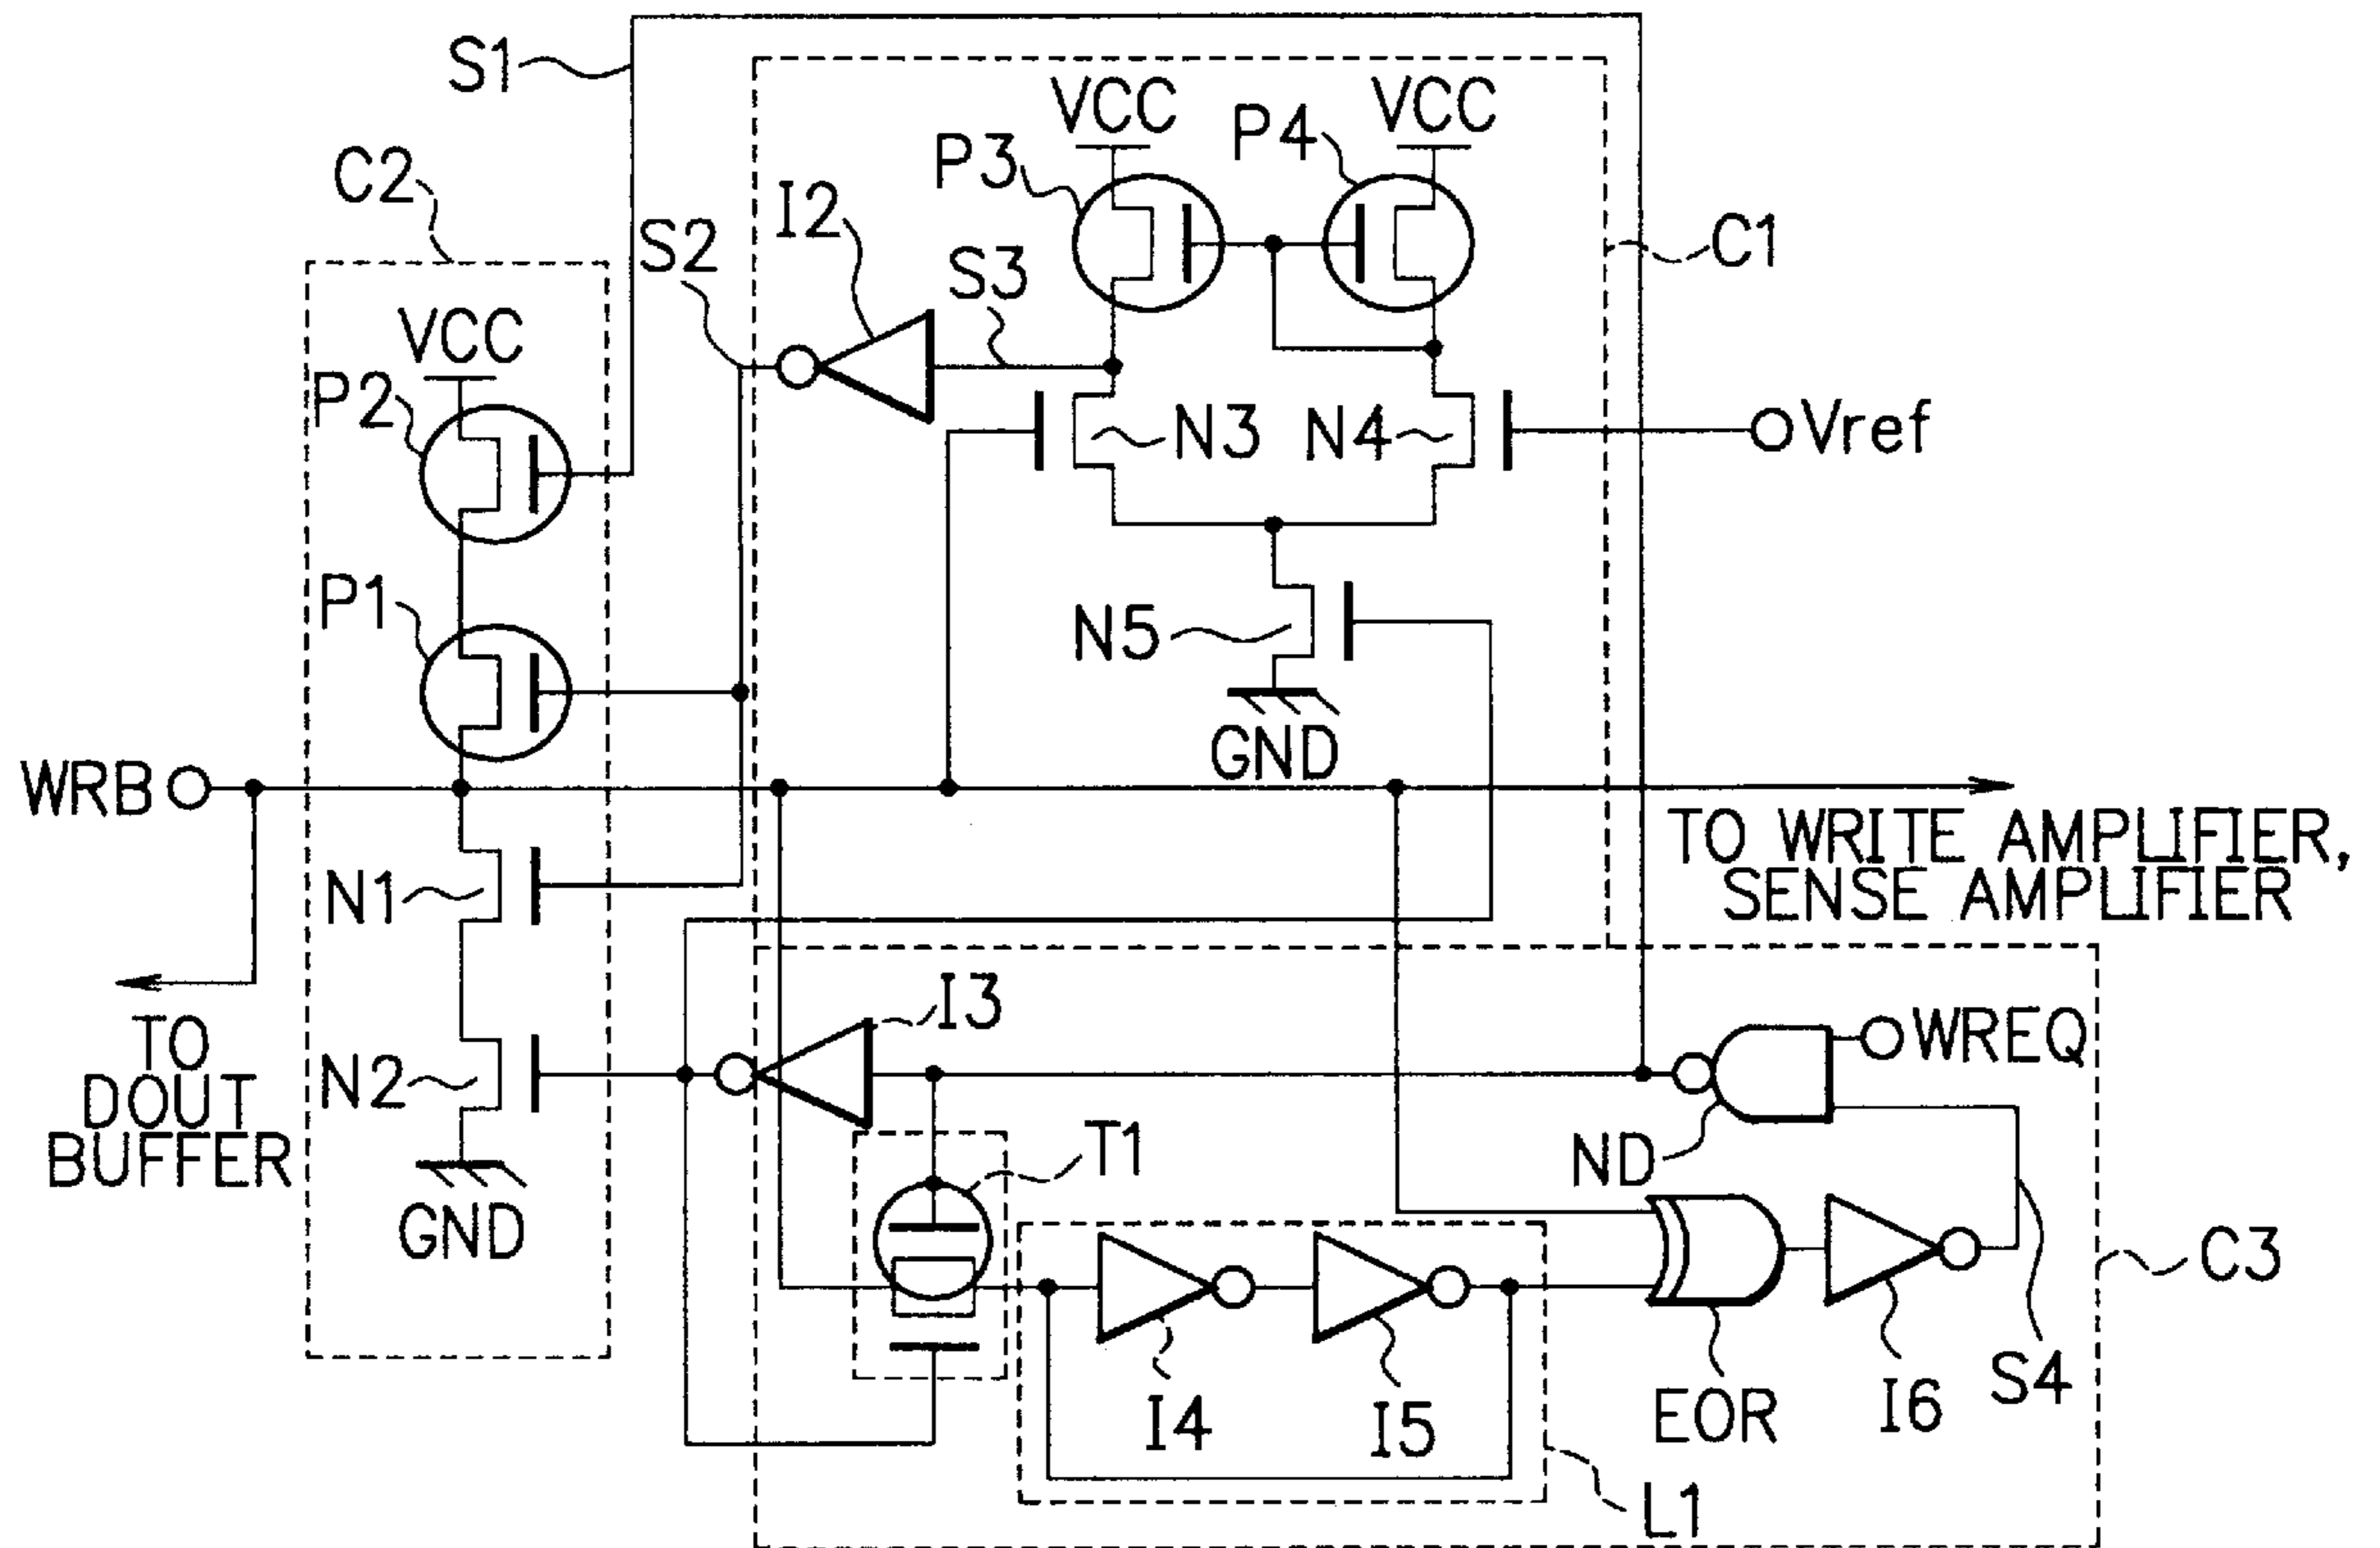 S1
VCC
VCC
P3
P4
C2
I2
S2
S3
C1
VCC
P2
N3
N4
Vref
P1
N5
GND
WRB
TO WRITE AMPLIFIER,
SENSE AMPLIFIER
N1
I3
TO
DOUT
BUFFER
N2
WREQ
ND
T1
GND
C3
I4
I5
EOR
I6
S4
L1